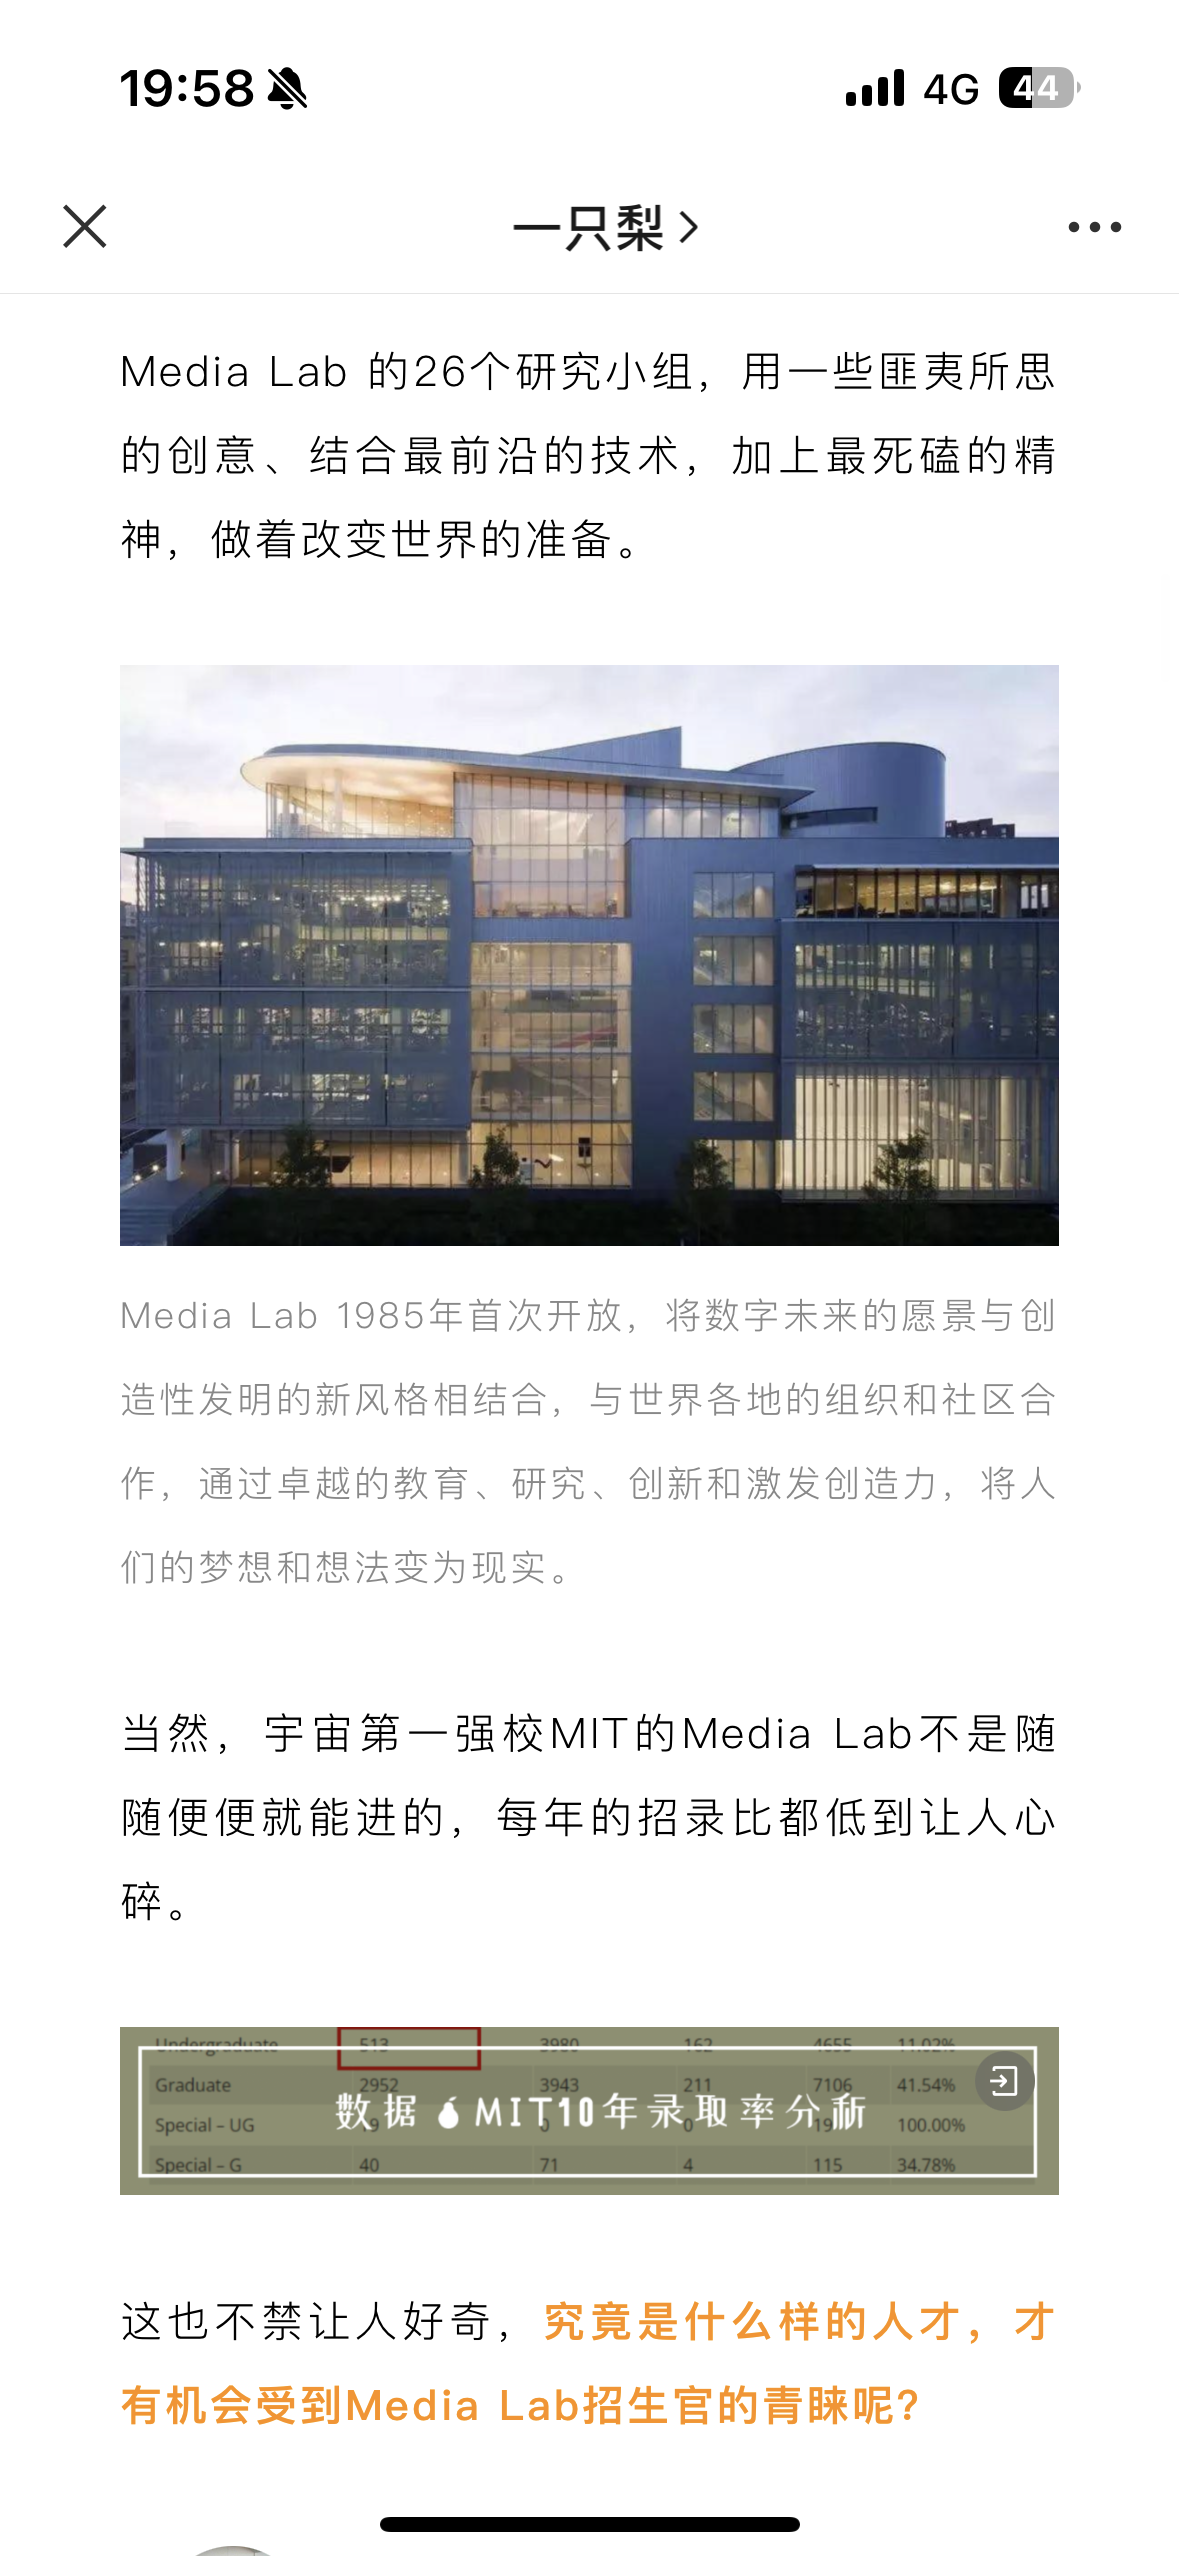 19:58 4G 44
一只梨
Media Lab 的26个研究小组，用一些匪夷所思
的创意、结合最前沿的技术，加上最死磕的精
神，做着改变世界的准备。
Media Lab 1985年首次开放，将数字未来的愿景与创
造性发明的新风格相结合，与世界各地的组织和社区合
作，通过卓越的教育、研究、创新和激发创造力，将人
们的梦想和想法变为现实。
当然，宇宙第一强校MIT的Media Lab不是随
随便便就能进的，每年的招录比都低到让人心
碎。
Undergraduate 513 3980 162 4655 11.02%
Graduate 2952 3943 211 7106 41.54%
数据 MIT10年录取率分析
Special – UG 19 0 0 19 100.00%
Special – G 40 71 4 115 34.78%
这也不禁让人好奇，究竟是什么样的人才，才
有机会受到Media Lab招生官的青睐呢？